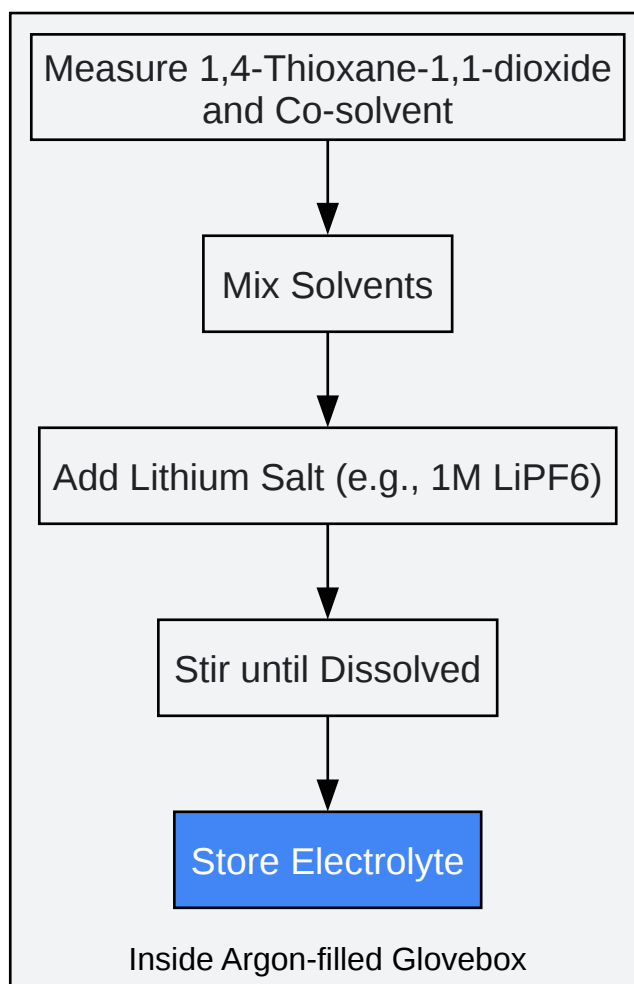 Measure 1,4-Thioxane-1,1-dioxide
and Co-solvent
Mix Solvents
Add Lithium Salt (e.g., 1M LiPF6)
Stir until Dissolved
Store Electrolyte
Inside Argon-filled Glovebox